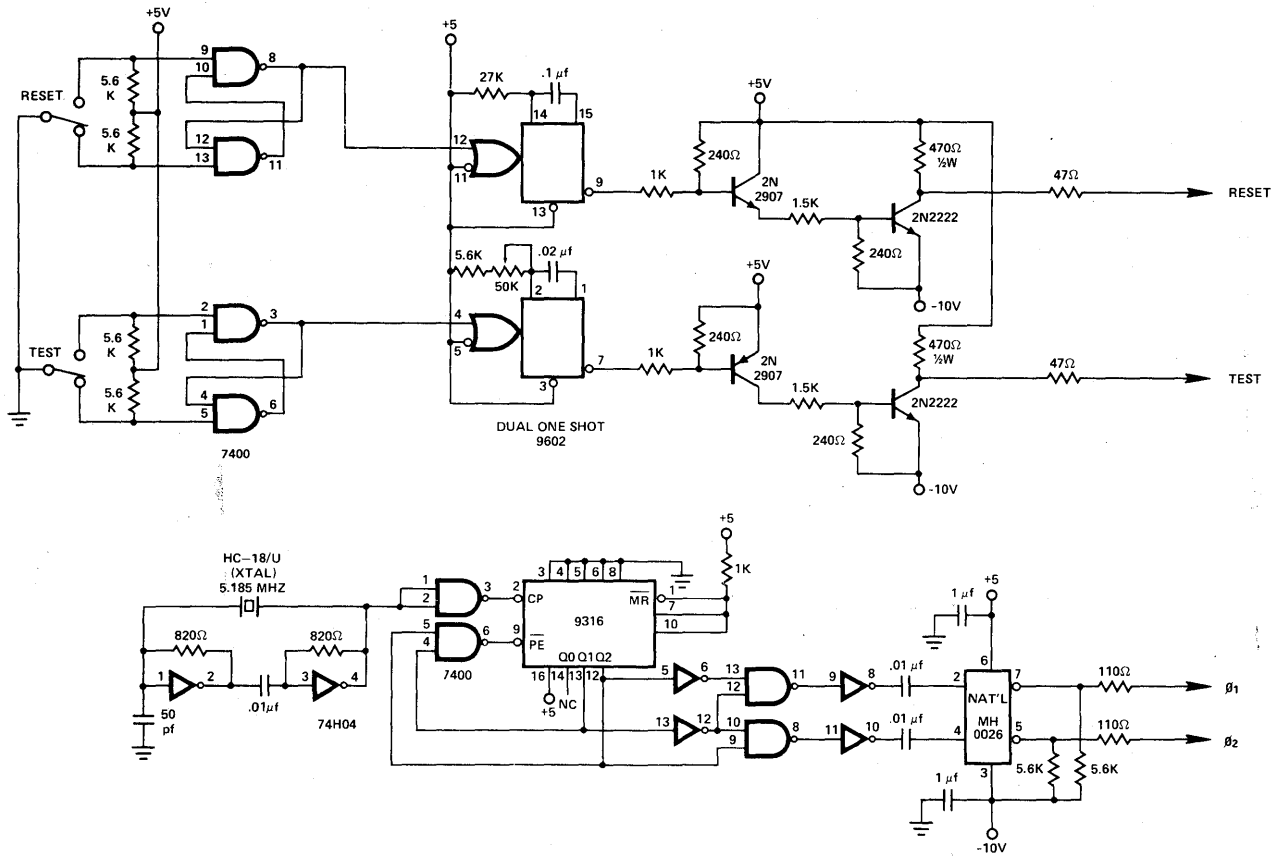 +5V
9
10
8
5.6
K
RESET
5.6
K
12
13
11
+5
27K
.1 µf
14
15
12
11
13
9
1K
+5V
240Ω
2N
2907
1.5K
470Ω
½W
2N2222
240Ω
-10V
47Ω
RESET
2
1
3
5.6
K
TEST
5.6
K
4
5
6
7400
5.6K
50K
.02 µf
2
1
4
5
3
7
DUAL ONE SHOT
9602
1K
+5V
240Ω
2N
2907
1.5K
470Ω
½W
2N2222
240Ω
-10V
47Ω
TEST
HC-18/U
(XTAL)
5.185 MHZ
820Ω
820Ω
1
2
3
4
.01µf
50
pf
74H04
1
2
3
5
4
6
7400
3
4
5
6
8
2
CP
9
PE
9316
MR
1
7
10
Q0 Q1 Q2
16
14
13
12
+5
NC
+5
1K
5
6
13
12
13
12
11
10
9
8
9
8
11
10
.01 µf
.01 µf
1 µf
+5
6
2
7
NAT'L
MH
0026
4
5
3
1 µf
-10V
5.6K
5.6K
110Ω
110Ω
Ø1
Ø2